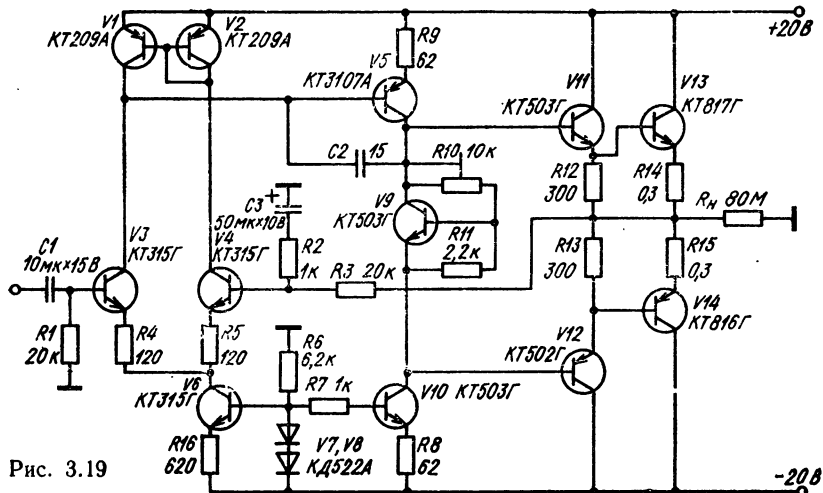 V1
КТ209А
V2
КТ209А
R9
62
+20В
V5
КТ3107А
V11
КТ503Г
V13
КТ817Г
C2
15
R10 10к
R12
300
R14
0,3
Rн 80м
V9
КТ503Г
C3 +
50мк×10В
R11
2,2к
V3
КТ315Г
V4
КТ315Г
C1
10мк×15В
R2
1к
R3 20к
R13
300
R15
0,3
R1
20к
R4
120
R5
120
R6
6,2к
V14
КТ816Г
V12
КТ502Г
V6
КТ315Г
R7 1к
V10 КТ503Г
R16
620
V7, V8
КД522А
R8
62
Рис. 3.19
-20В